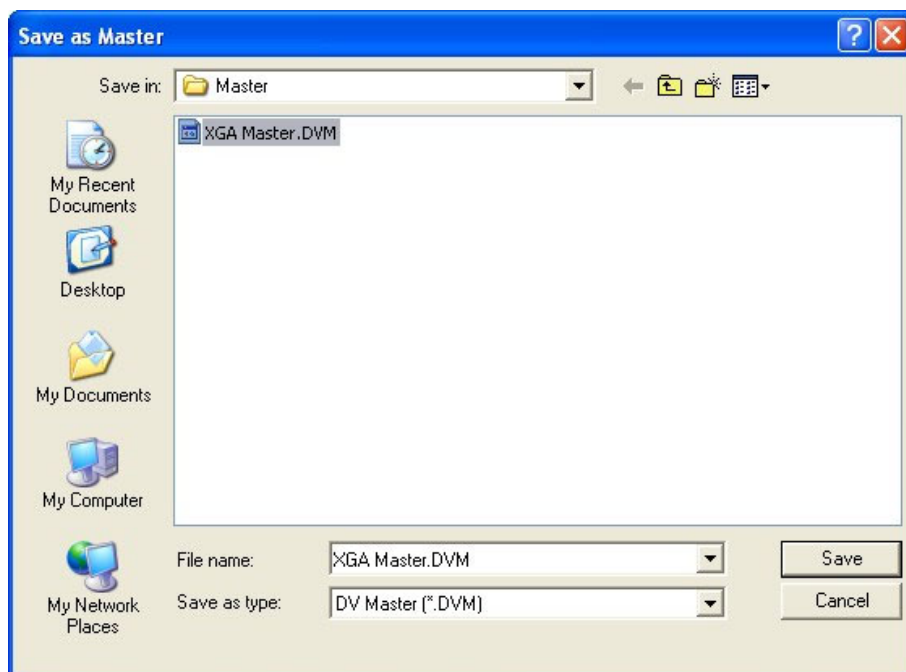 Save as Master
Save in:
Master
XGA Master.DVM
My Recent
Documents
Desktop
My Documents
My Computer
My Network
Places
File name:
XGA Master.DVM
Save
Save as type:
DV Master (*.DVM)
Cancel